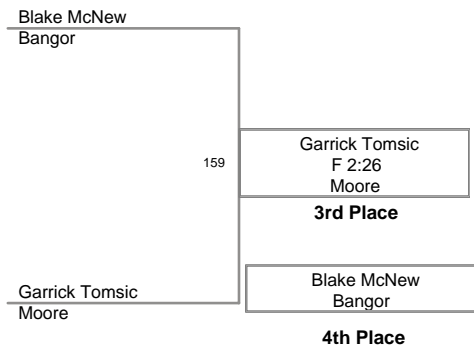 Blake McNew
Bangor
159
Garrick Tomsic
F 2:26
Moore
3rd Place
Garrick Tomsic
Moore
Blake McNew
Bangor
4th Place